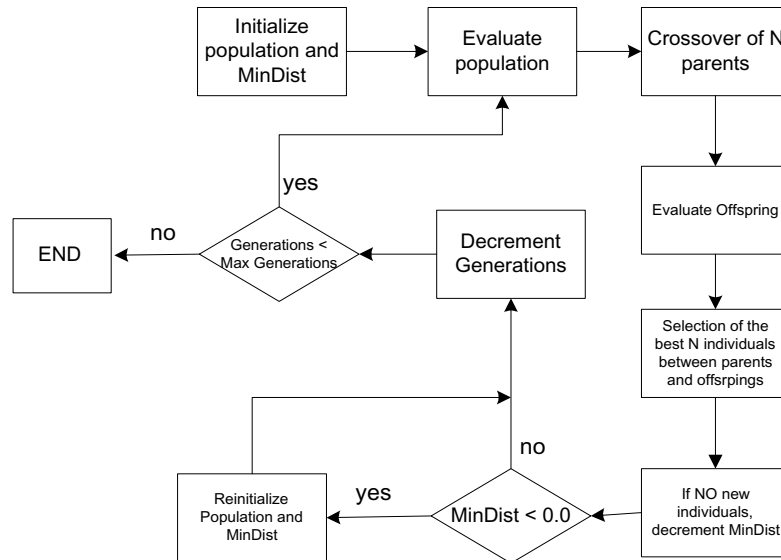 Initialize
population and
MinDist
Evaluate
population
Crossover of N
parents
Evaluate Offspring
Selection of the
best N individuals
between parents
and offsrpings
If NO new
individuals,
decrement MinDist
MinDist < 0.0
yes
no
Reinitialize
Population and
MinDist
Decrement
Generations
Generations <
Max Generations
yes
no
END